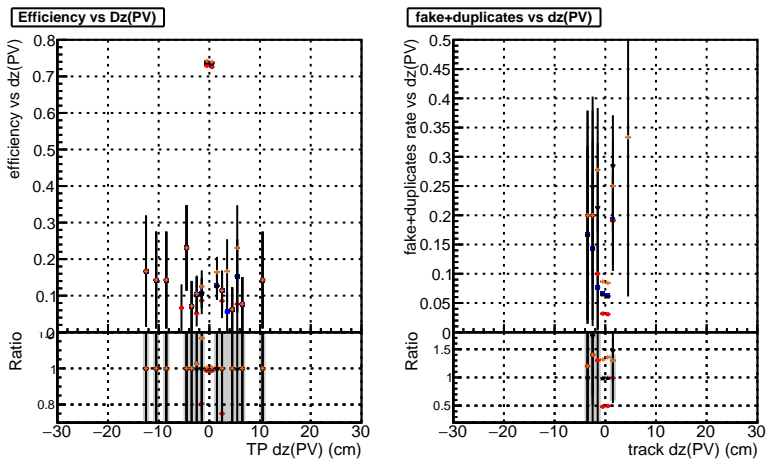 Efficiency vs Dz(PV)
efficiency vs dz(PV)
0.8
0.7
0.6
0.5
0.4
0.3
0.2
0.1
0
Ratio
1
0.8
−30 −20 −10 0 10 20 30
TP dz(PV) (cm)
fake+duplicates vs dz(PV)
fake+duplicates rate vs dz(PV)
0.5
0.45
0.4
0.35
0.3
0.25
0.2
0.15
0.1
0.05
0
Ratio
1.5
1
0.5
−30 −20 −10 0 10 20 30
track dz(PV) (cm)